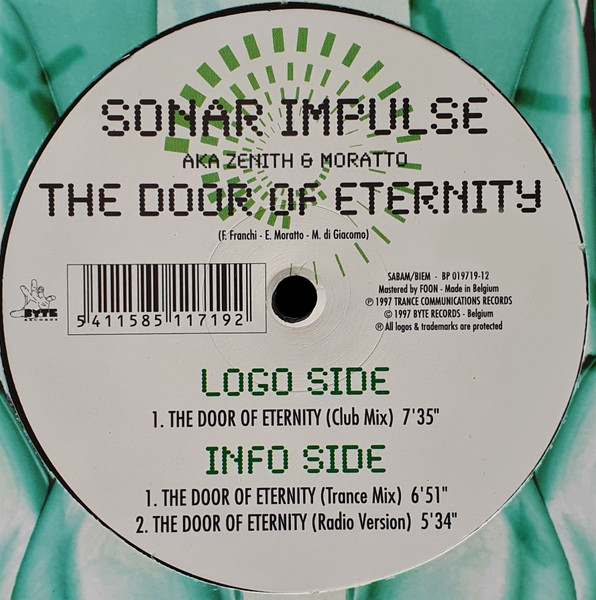 SONAR IMPULSE
AKA ZENITH & MORATTO
THE DOOR OF ETERNITY
(F. Franchi - E. Moratto - M. di Giacomo)
BYTE
RECORDS
5 411585 117192
SABAM/BIEM - BP 019719-12
Mastered by FOON - Made in Belgium
℗ 1997 TRANCE COMMUNICATIONS RECORDS
© 1997 BYTE RECORDS - Belgium
® All logos & trademarks are protected
LOGO SIDE
1. THE DOOR OF ETERNITY (Club Mix) 7'35"
INFO SIDE
1. THE DOOR OF ETERNITY (Trance Mix) 6'51"
2. THE DOOR OF ETERNITY (Radio Version) 5'34"